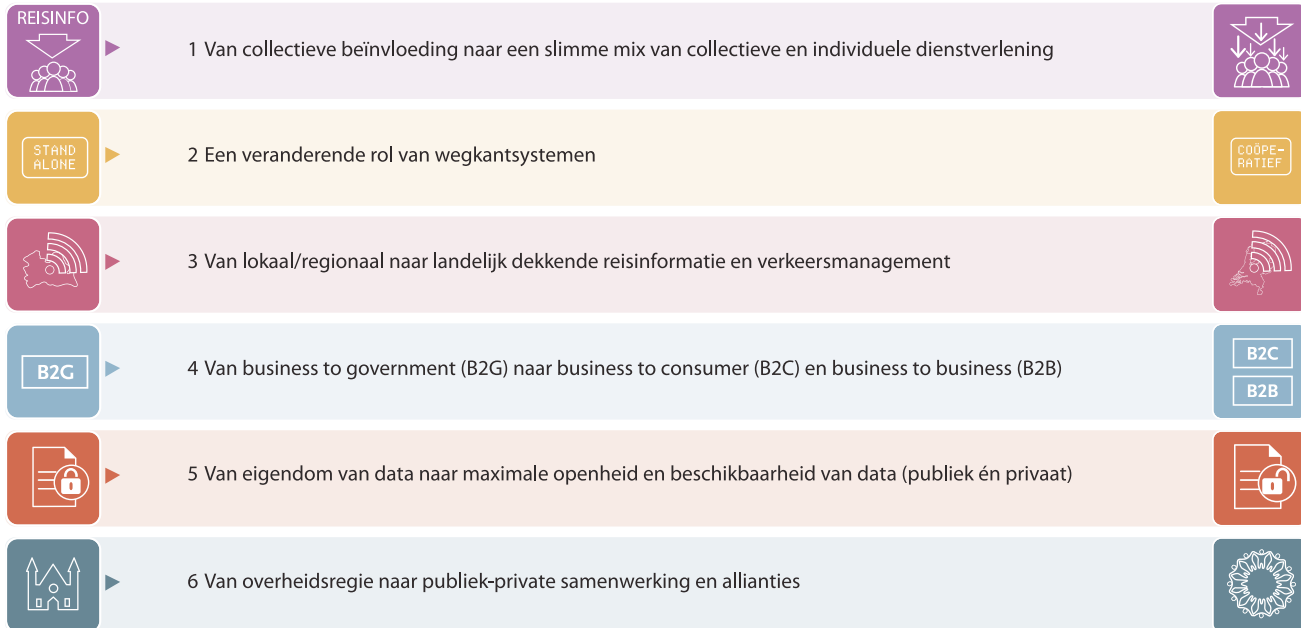 REISINFO
1 Van collectieve beïnvloeding naar een slimme mix van collectieve en individuele dienstverlening
STAND
ALONE
2 Een veranderende rol van wegkantsystemen
COÖPE-
RATIEF
3 Van lokaal/regionaal naar landelijk dekkende reisinformatie en verkeersmanagement
B2G
4 Van business to government (B2G) naar business to consumer (B2C) en business to business (B2B)
B2C
B2B
5 Van eigendom van data naar maximale openheid en beschikbaarheid van data (publiek én privaat)
6 Van overheidsregie naar publiek-private samenwerking en allianties